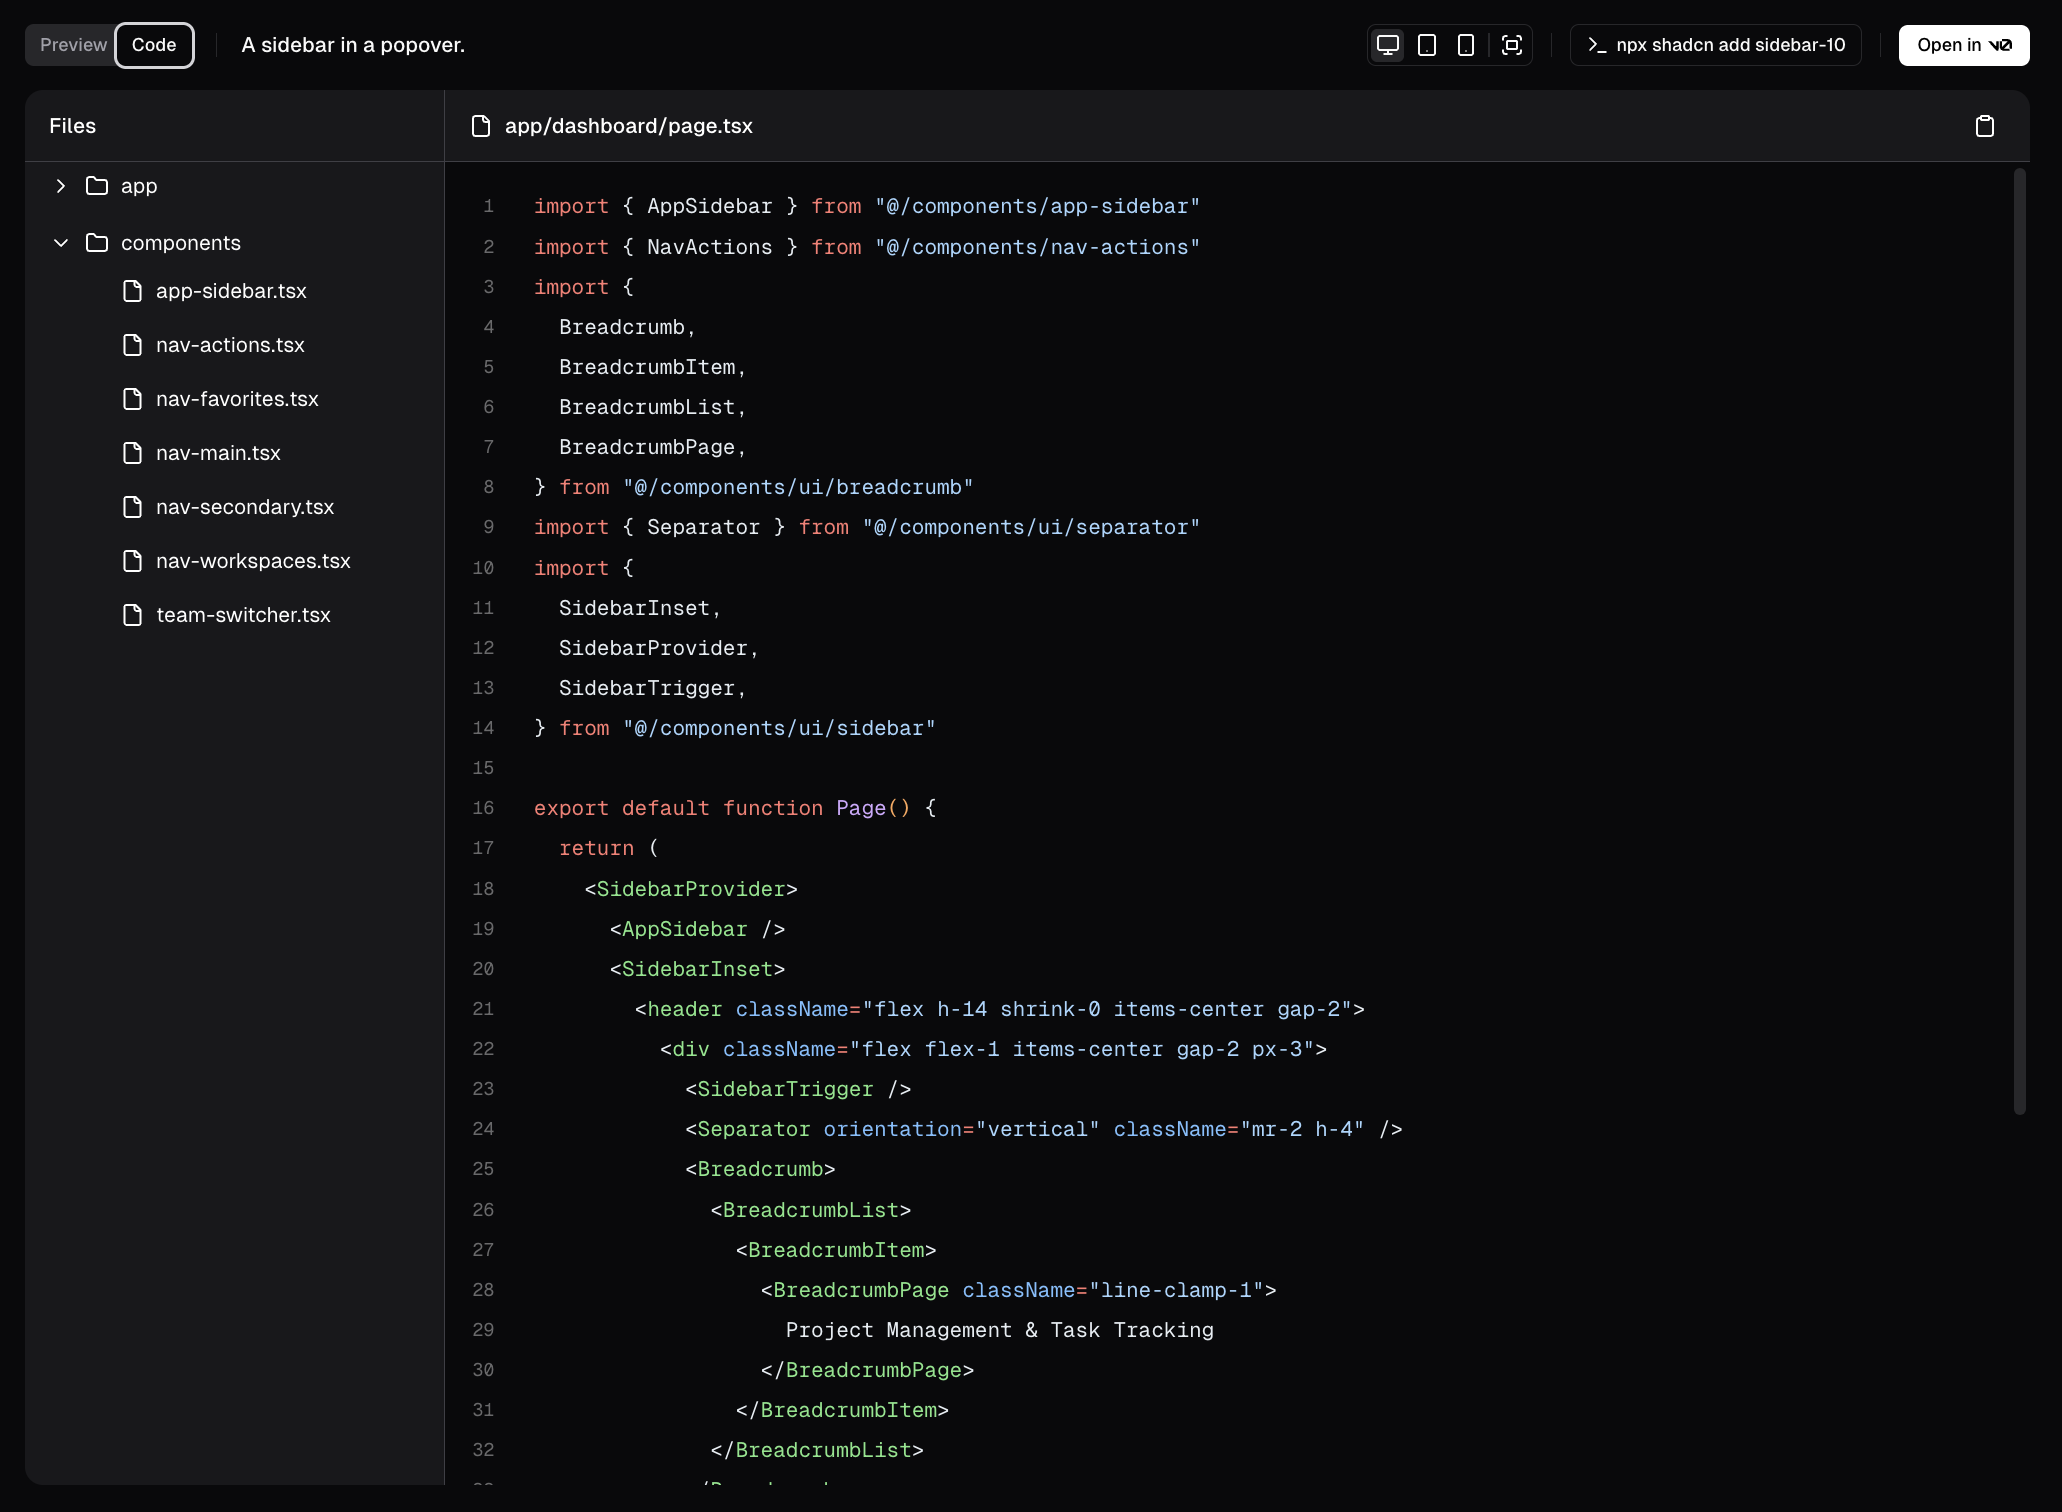 Preview Code A sidebar in a popover. npx shadcn add sidebar-10 Open in v0
Files
app
components
app-sidebar.tsx
nav-actions.tsx
nav-favorites.tsx
nav-main.tsx
nav-secondary.tsx
nav-workspaces.tsx
team-switcher.tsx
app/dashboard/page.tsx
1 import { AppSidebar } from "@/components/app-sidebar"
2 import { NavActions } from "@/components/nav-actions"
3 import {
4   Breadcrumb,
5   BreadcrumbItem,
6   BreadcrumbList,
7   BreadcrumbPage,
8 } from "@/components/ui/breadcrumb"
9 import { Separator } from "@/components/ui/separator"
10 import {
11   SidebarInset,
12   SidebarProvider,
13   SidebarTrigger,
14 } from "@/components/ui/sidebar"
15
16 export default function Page() {
17   return (
18     <SidebarProvider>
19       <AppSidebar />
20       <SidebarInset>
21         <header className="flex h-14 shrink-0 items-center gap-2">
22           <div className="flex flex-1 items-center gap-2 px-3">
23             <SidebarTrigger />
24             <Separator orientation="vertical" className="mr-2 h-4" />
25             <Breadcrumb>
26               <BreadcrumbList>
27                 <BreadcrumbItem>
28                   <BreadcrumbPage className="line-clamp-1">
29                     Project Management & Task Tracking
30                   </BreadcrumbPage>
31                 </BreadcrumbItem>
32               </BreadcrumbList>